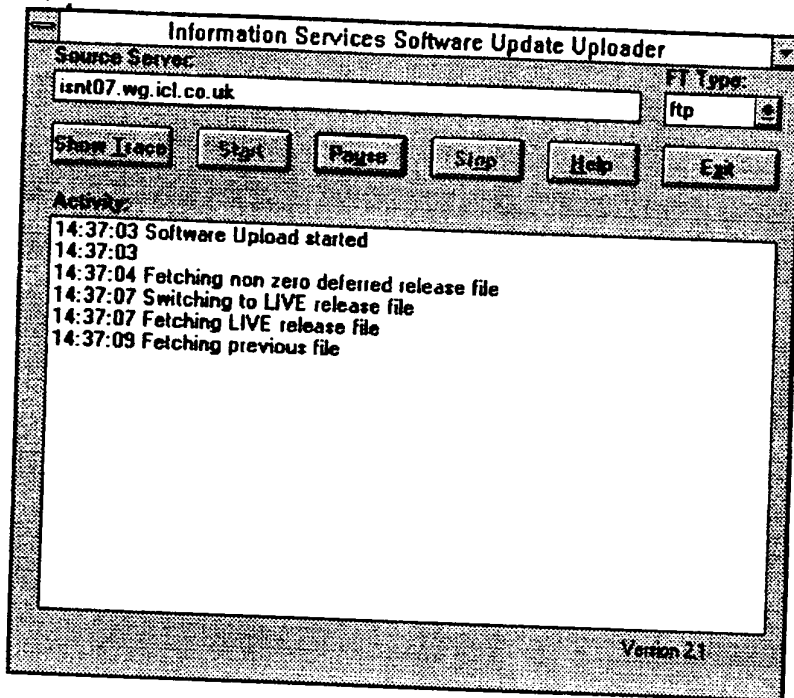 Information Services Software Update Uploader
Source Server:
FT Type:
isnt07.wg.icl.co.uk
ftp
Show Trace
Start
Pause
Stop
Help
Exit
Activity:
14:37:03 Software Upload started
14:37:03
14:37:04 Fetching non zero deferred release file
14:37:07 Switching to LIVE release file
14:37:07 Fetching LIVE release file
14:37:09 Fetching previous file
Version 2.1